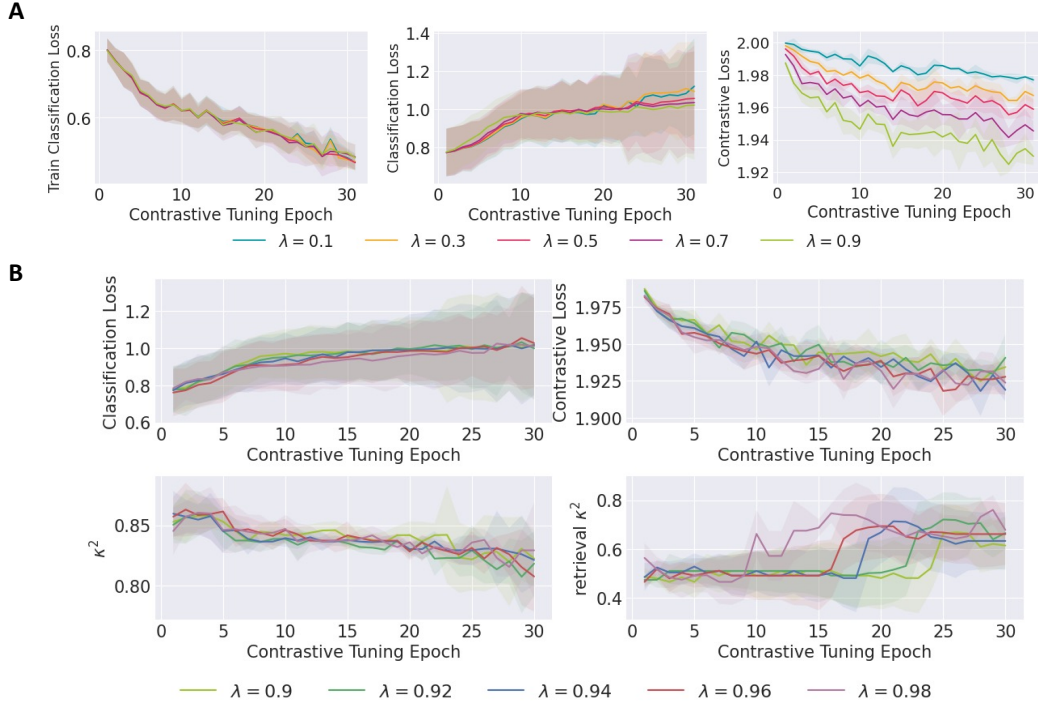 A
Train Classification Loss
0.8
0.6
0 10 20 30
Contrastive Tuning Epoch
Classification Loss
1.4
1.2
1.0
0.8
0 10 20 30
Contrastive Tuning Epoch
Contrastive Loss
2.00
1.98
1.96
1.94
1.92
0 10 20 30
Contrastive Tuning Epoch
λ = 0.1 λ = 0.3 λ = 0.5 λ = 0.7 λ = 0.9
B
Classification Loss
1.2
1.0
0.8
0.6
0 5 10 15 20 25 30
Contrastive Tuning Epoch
Contrastive Loss
1.975
1.950
1.925
1.900
0 5 10 15 20 25 30
Contrastive Tuning Epoch
κ²
0.85
0.80
0 5 10 15 20 25 30
Contrastive Tuning Epoch
retrieval κ²
0.8
0.6
0.4
0 5 10 15 20 25 30
Contrastive Tuning Epoch
λ = 0.9 λ = 0.92 λ = 0.94 λ = 0.96 λ = 0.98